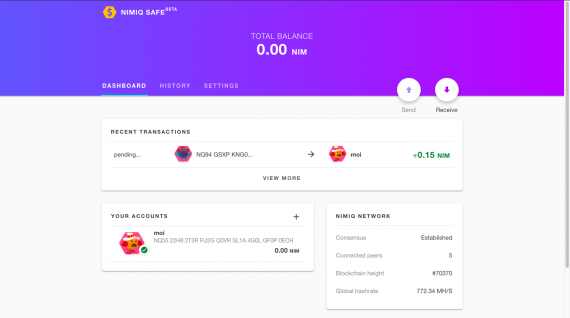 NIMIQ SAFE BETA
TOTAL BALANCE
0.00 NIM
DASHBOARD HISTORY SETTINGS
Send Receive
RECENT TRANSACTIONS
pending... NQ94 GSXP KNG0... → moi +0.15 NIM
VIEW MORE
YOUR ACCOUNTS +
moi
NQ55 22H8 2T3R FU2G Q0VR SL1A 4G0L GF0P 0ECH
0.00 NIM
NIMIQ NETWORK
Consensus Established
Connected peers 5
Blockchain height #70370
Global hashrate 772.34 MH/S